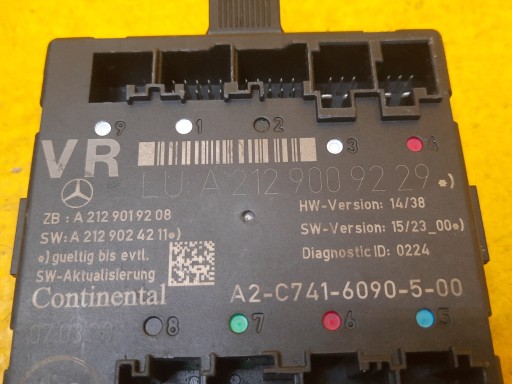 9 1 2 3 4
VR
LU A 212 900 92 29 *)
ZB : A 212 901 92 08
HW-Version: 14/38
SW: A 212 902 42 11 *)
SW-Version: 15/23_00 *)
*) gueltig bis evtl.
SW-Aktualisierung
Diagnostic ID: 0224
Continental
A2-C741-6090-5-00
8 7 6 5